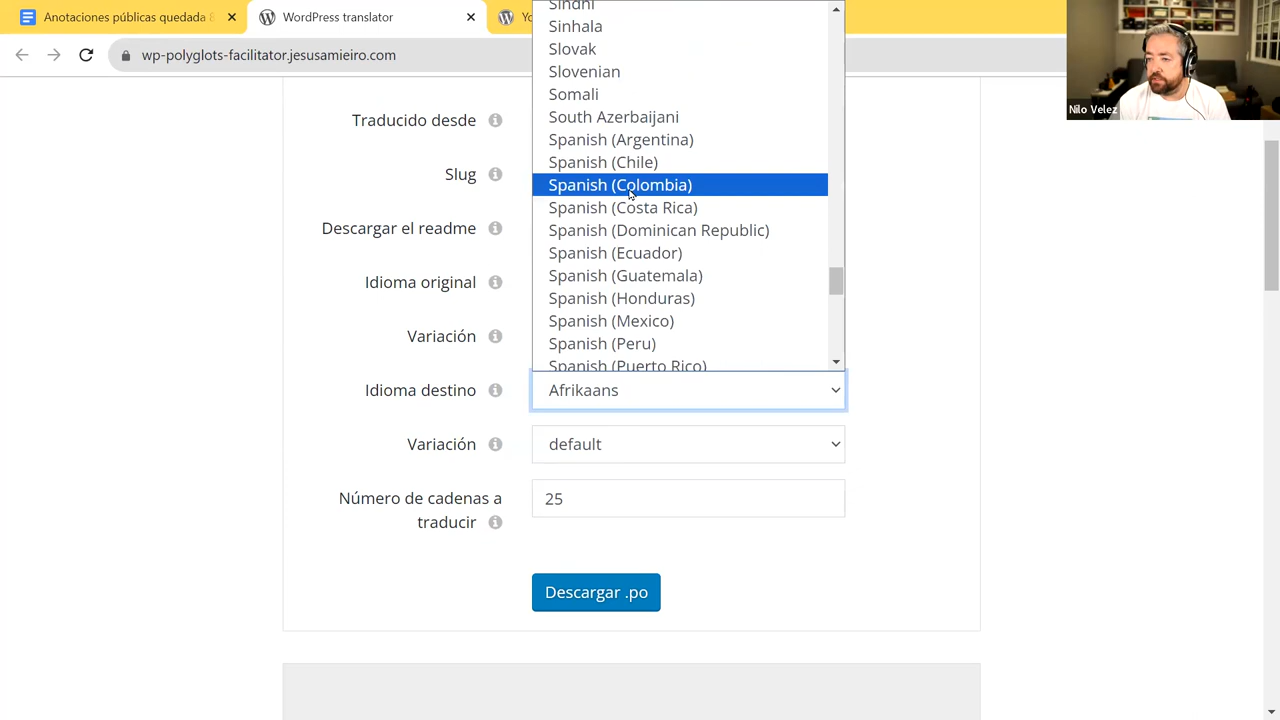 Anotaciones públicas quedada 8
WordPress translator
wp-polyglots-facilitator.jesusamieiro.com
Nilo Velez
Sindhi
Sinhala
Slovak
Slovenian
Somali
South Azerbaijani
Spanish (Argentina)
Spanish (Chile)
Spanish (Colombia)
Spanish (Costa Rica)
Spanish (Dominican Republic)
Spanish (Ecuador)
Spanish (Guatemala)
Spanish (Honduras)
Spanish (Mexico)
Spanish (Peru)
Spanish (Puerto Rico)
Traducido desde
Slug
Descargar el readme
Idioma original
Variación
Idioma destino
Afrikaans
Variación
default
Número de cadenas a
traducir
25
Descargar .po